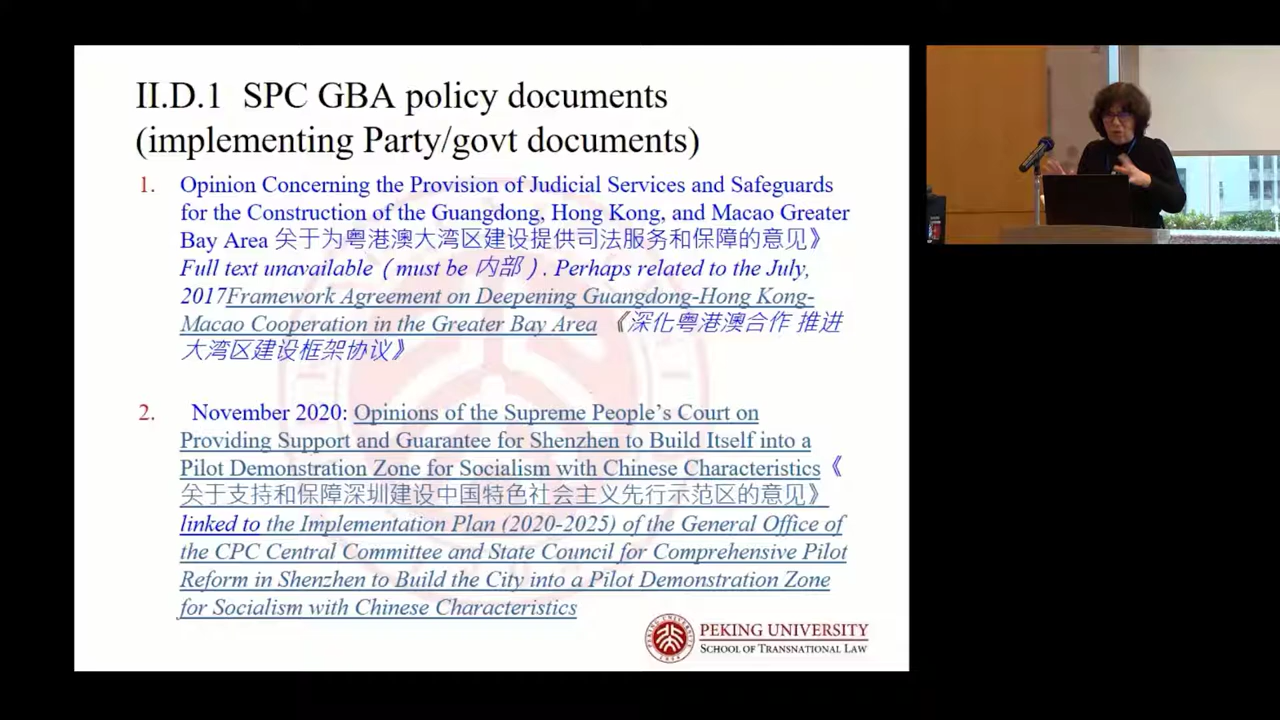 II.D.1 SPC GBA policy documents
(implementing Party/govt documents)
1. Opinion Concerning the Provision of Judicial Services and Safeguards
for the Construction of the Guangdong, Hong Kong, and Macao Greater
Bay Area 关于为粤港澳大湾区建设提供司法服务和保障的意见》
Full text unavailable（must be 内部）. Perhaps related to the July,
2017Framework Agreement on Deepening Guangdong-Hong Kong-
Macao Cooperation in the Greater Bay Area 《深化粤港澳合作 推进
大湾区建设框架协议》
2. November 2020: Opinions of the Supreme People's Court on
Providing Support and Guarantee for Shenzhen to Build Itself into a
Pilot Demonstration Zone for Socialism with Chinese Characteristics《
关于支持和保障深圳建设中国特色社会主义先行示范区的意见》
linked to the Implementation Plan (2020-2025) of the General Office of
the CPC Central Committee and State Council for Comprehensive Pilot
Reform in Shenzhen to Build the City into a Pilot Demonstration Zone
for Socialism with Chinese Characteristics
PEKING UNIVERSITY
SCHOOL OF TRANSNATIONAL LAW